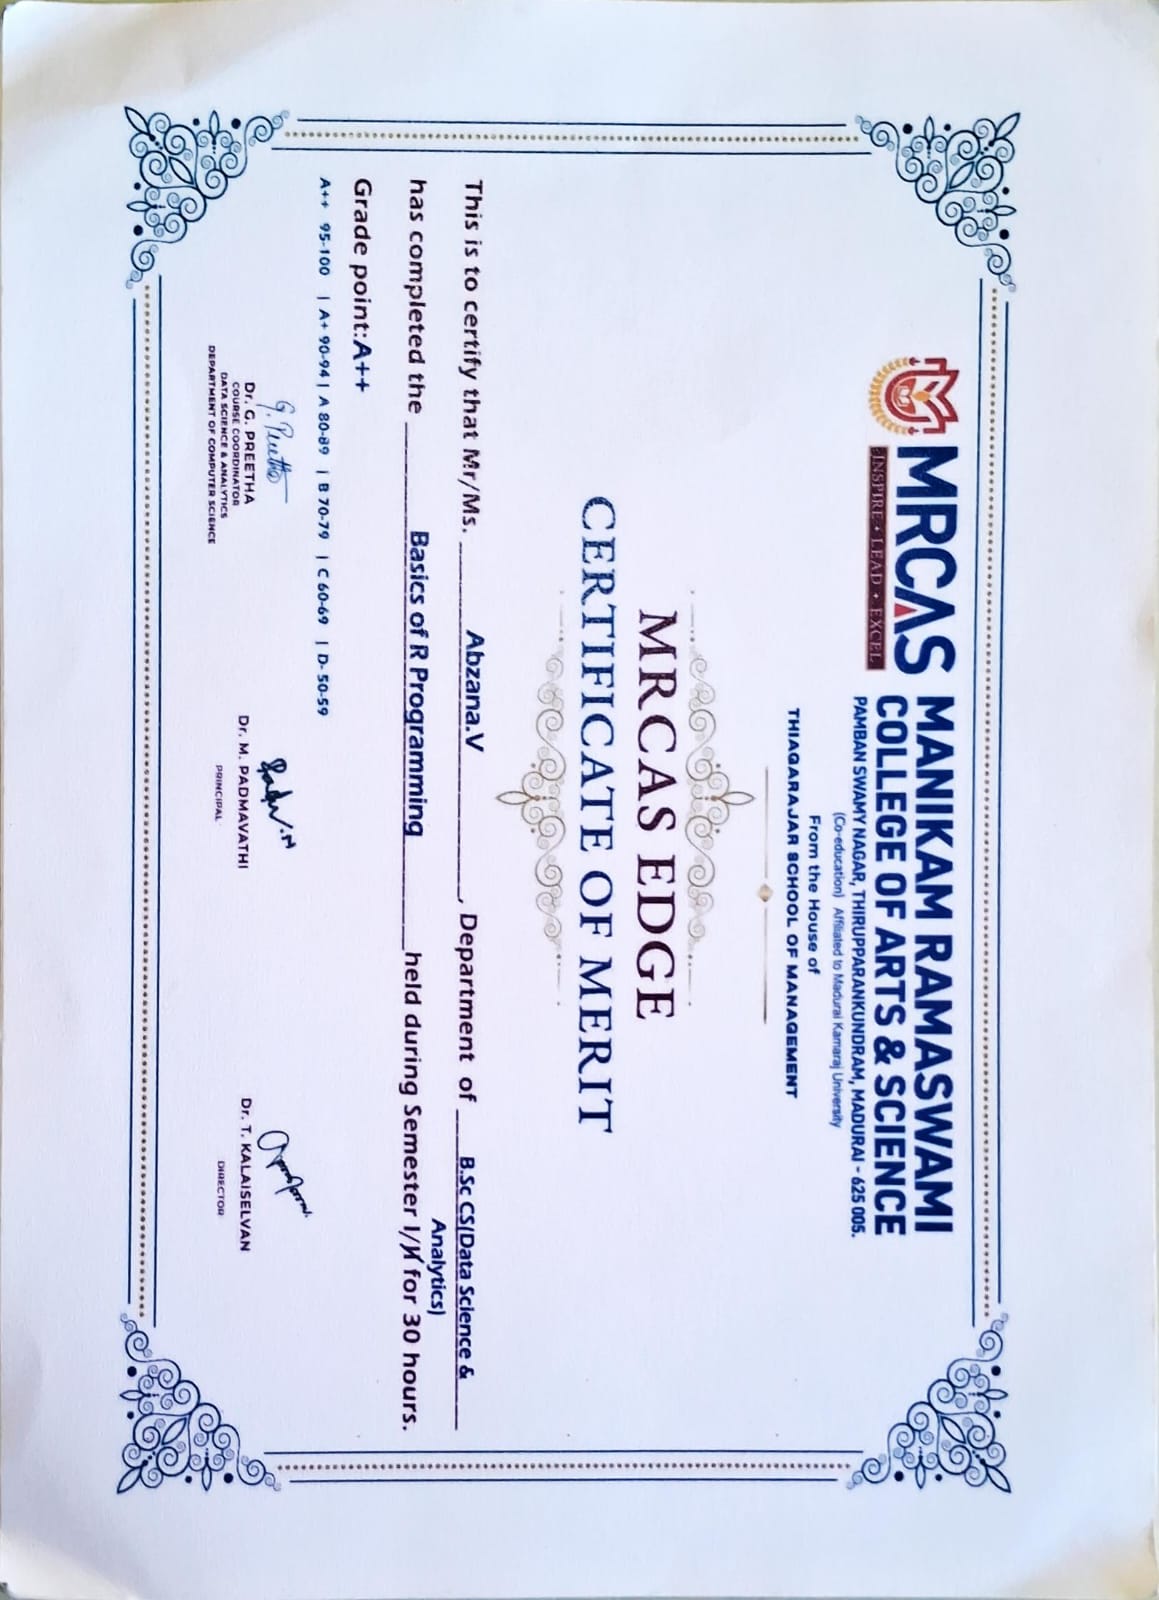 MRCAS
INSPIRE • LEAD • EXCEL
MANIKAM RAMASWAMI
COLLEGE OF ARTS & SCIENCE
PAMBAN SWAMY NAGAR, THIRUPPARANKUNDRAM, MADURAI - 625 005.
(Co-education) Affiliated to Madurai Kamaraj University
From the House of
THIAGARAJAR SCHOOL OF MANAGEMENT
MRCAS EDGE
CERTIFICATE OF MERIT
This is to certify that Mr/Ms. Abzana.V, Department of B.Sc CS(Data Science &
Analytics)
has completed the Basics of R Programming held during Semester I/II for 30 hours.
Grade point:A++
A++ 95-100 | A+ 90-94 | A 80-89 | B 70-79 | C 60-69 | D- 50-59
G. Preetha
Dr. G. PREETHA
COURSE COORDINATOR
DATA SCIENCE & ANALYTICS
DEPARTMENT OF COMPUTER SCIENCE
Dr. M. PADMAVATHI
PRINCIPAL
Dr. T. KALAISELVAN
DIRECTOR